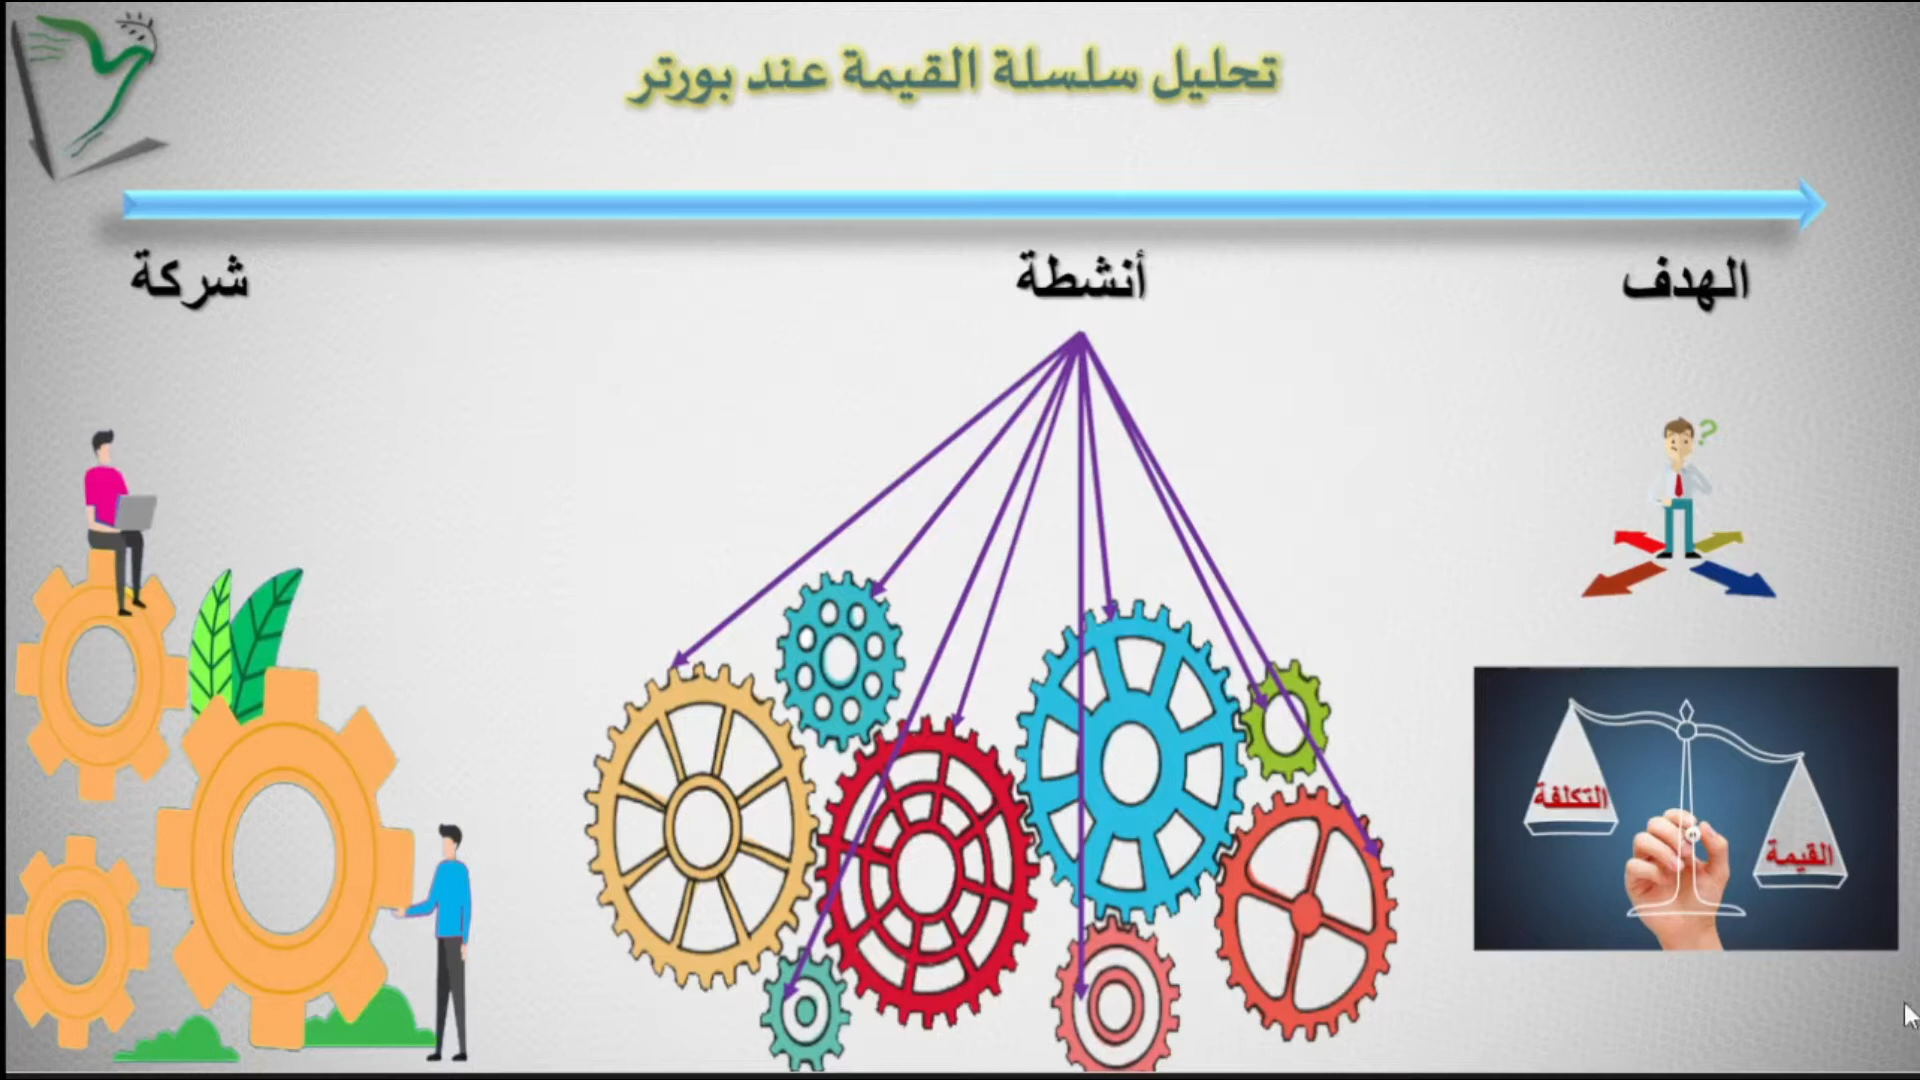 تحليل سلسلة القيمة عند بورتر
الهدف
أنشطة
شركة
?
التكلفة
القيمة